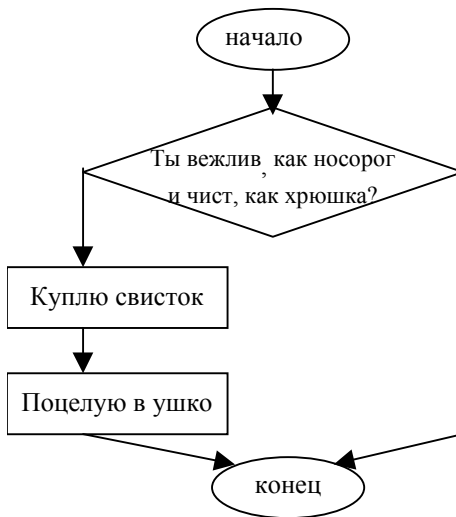 начало
Ты вежлив, как носорог
и чист, как хрюшка?
Куплю свисток
Поцелую в ушко
конец